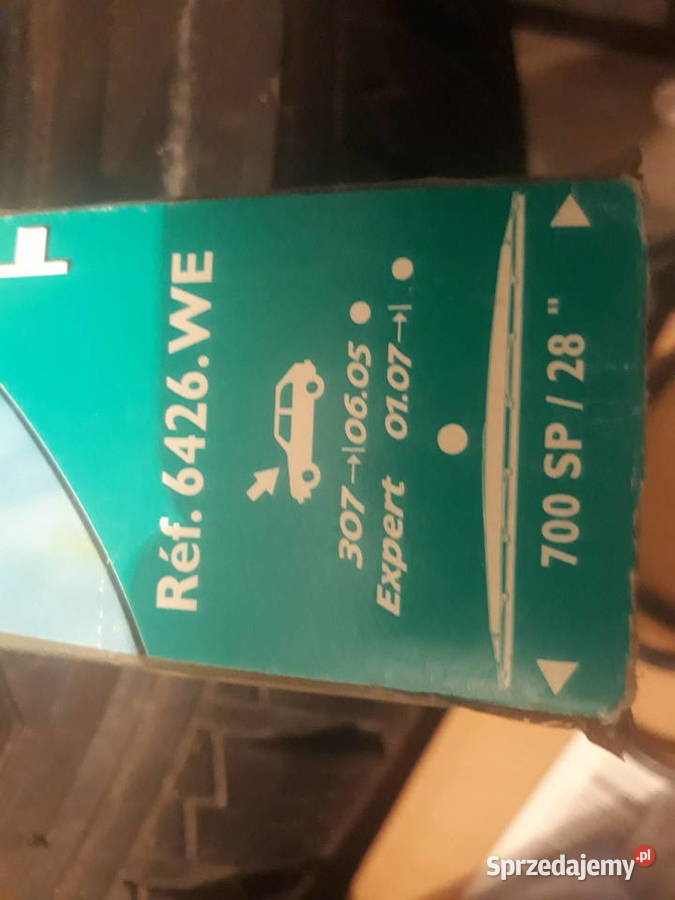 Réf. 6426.WE
307 →|06.05
Expert 01.07→|
700 SP / 28 "
Sprzedajemy.pl